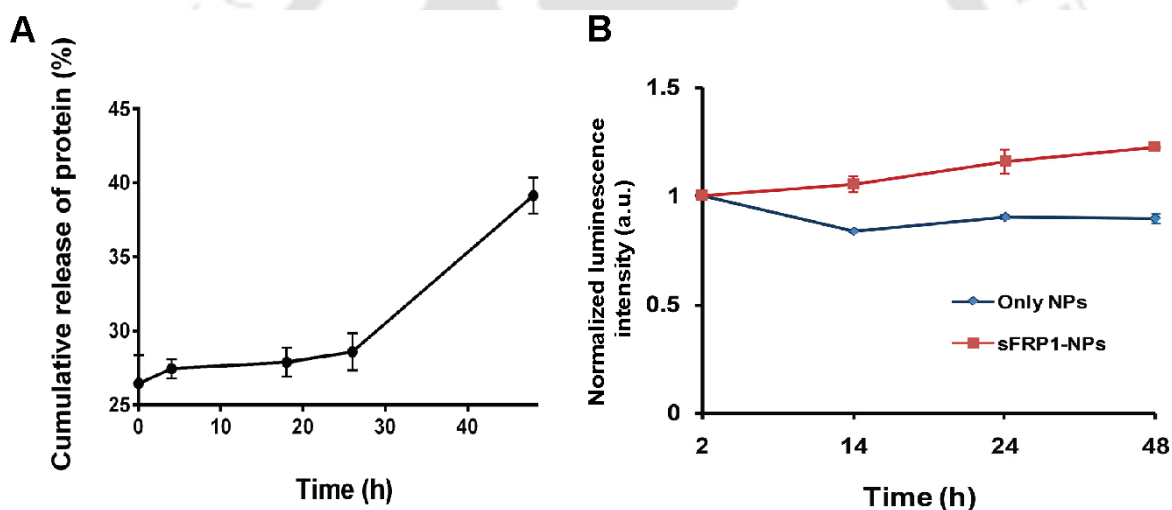 A
Cumulative release of protein (%)
45
40
35
30
25
0
10
20
30
40
Time (h)
B
Normalized luminescence
intensity (a.u.)
1.5
1
0.5
0
2
14
24
48
Only NPs
sFRP1-NPs
Time (h)